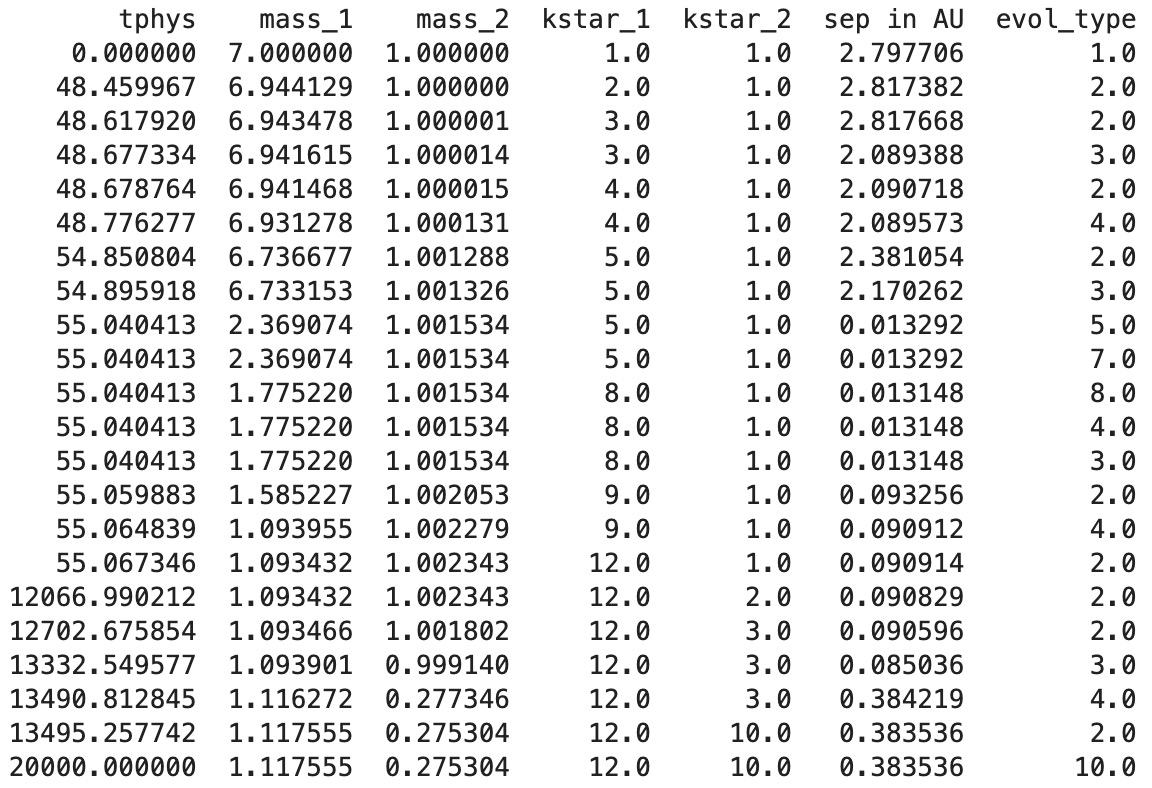 tphys mass_1 mass_2 kstar_1 kstar_2 sep in AU evol_type
0.000000 7.000000 1.000000 1.0 1.0 2.797706 1.0
48.459967 6.944129 1.000000 2.0 1.0 2.817382 2.0
48.617920 6.943478 1.000001 3.0 1.0 2.817668 2.0
48.677334 6.941615 1.000014 3.0 1.0 2.089388 3.0
48.678764 6.941468 1.000015 4.0 1.0 2.090718 2.0
48.776277 6.931278 1.000131 4.0 1.0 2.089573 4.0
54.850804 6.736677 1.001288 5.0 1.0 2.381054 2.0
54.895918 6.733153 1.001326 5.0 1.0 2.170262 3.0
55.040413 2.369074 1.001534 5.0 1.0 0.013292 5.0
55.040413 2.369074 1.001534 5.0 1.0 0.013292 7.0
55.040413 1.775220 1.001534 8.0 1.0 0.013148 8.0
55.040413 1.775220 1.001534 8.0 1.0 0.013148 4.0
55.040413 1.775220 1.001534 8.0 1.0 0.013148 3.0
55.059883 1.585227 1.002053 9.0 1.0 0.093256 2.0
55.064839 1.093955 1.002279 9.0 1.0 0.090912 4.0
55.067346 1.093432 1.002343 12.0 1.0 0.090914 2.0
12066.990212 1.093432 1.002343 12.0 2.0 0.090829 2.0
12702.675854 1.093466 1.001802 12.0 3.0 0.090596 2.0
13332.549577 1.093901 0.999140 12.0 3.0 0.085036 3.0
13490.812845 1.116272 0.277346 12.0 3.0 0.384219 4.0
13495.257742 1.117555 0.275304 12.0 10.0 0.383536 2.0
20000.000000 1.117555 0.275304 12.0 10.0 0.383536 10.0